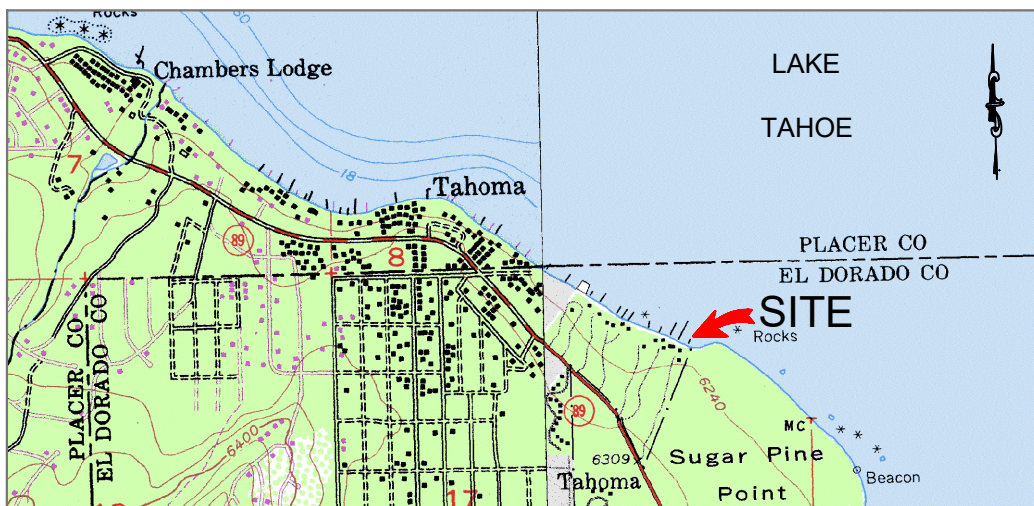 Rocks
Chambers Lodge
LAKE
TAHOE
60
18
7
Tahoma
89
8
PLACER CO
EL DORADO CO
SITE
Rocks
PLACER CO
EL DORADO CO
6240
89
MC
6400
6309
Sugar Pine
Point
Beacon
Tahoma
17